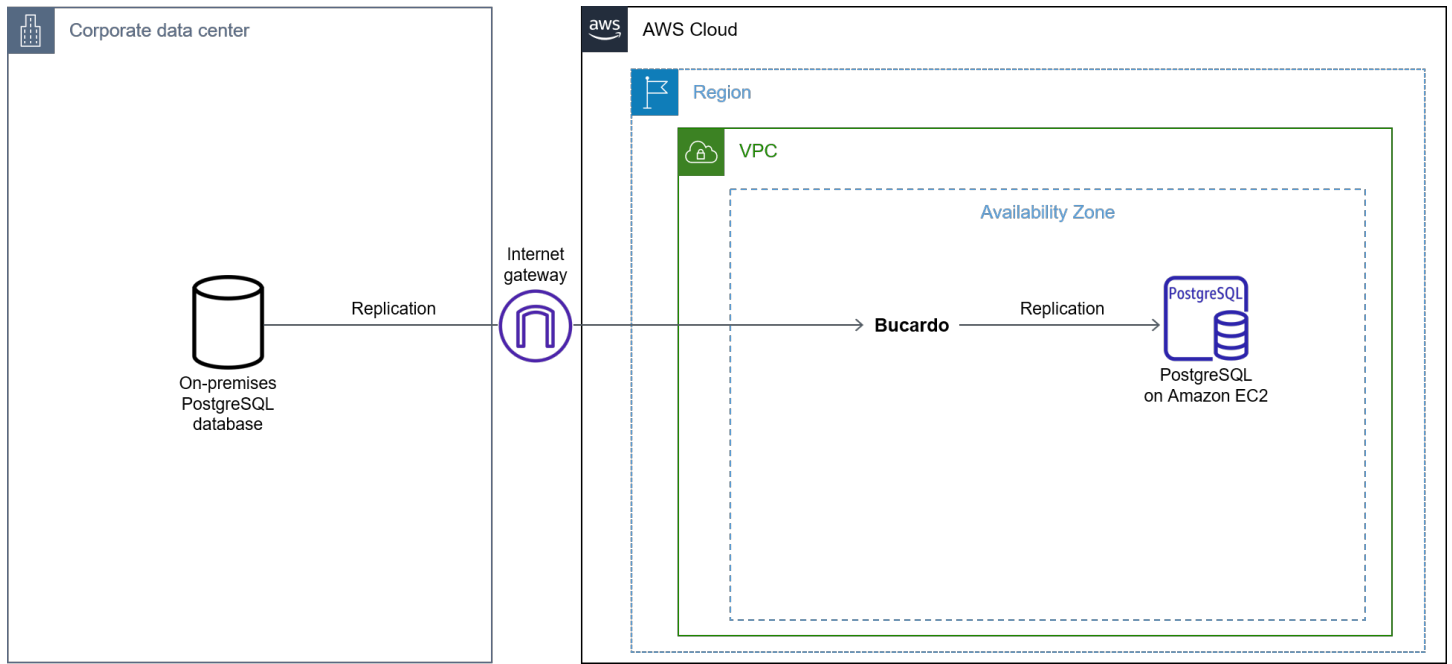 Corporate data center
aws
AWS Cloud
Region
VPC
Availability Zone
Internet
gateway
Replication
Bucardo
Replication
PostgreSQL
On-premises
PostgreSQL
database
PostgreSQL
on Amazon EC2